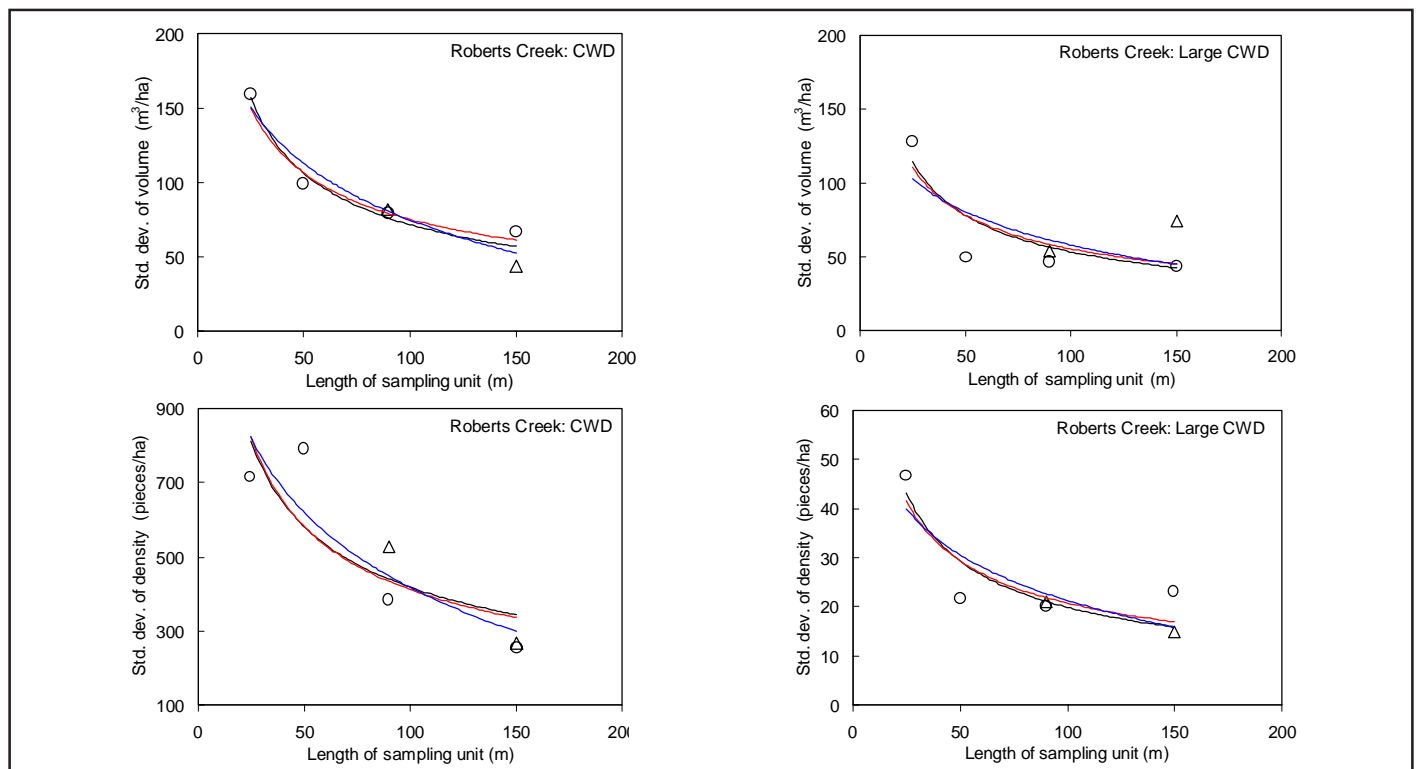 200
150
100
50
0
Std. dev. of volume (m³/ha)
Roberts Creek: CWD
0 50 100 150 200
Length of sampling unit (m)
200
150
100
50
0
Std. dev. of volume (m³/ha)
Roberts Creek: Large CWD
0 50 100 150 200
Length of sampling unit (m)
900
700
500
300
100
Std. dev. of density (pieces/ha)
Roberts Creek: CWD
0 50 100 150 200
Length of sampling unit (m)
60
50
40
30
20
10
0
Std. dev. of density (pieces/ha)
Roberts Creek: Large CWD
0 50 100 150 200
Length of sampling unit (m)